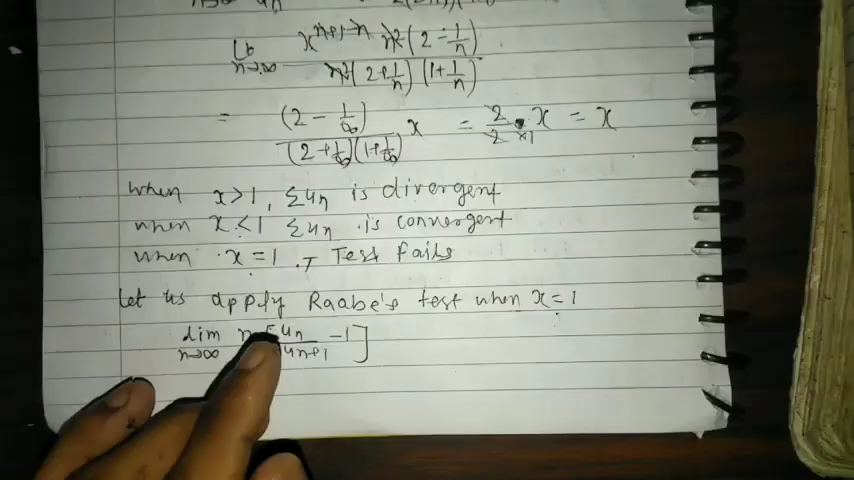 Lt n→∞ x^{n+1-n} n²(2-1/n) / n²(2+1/n)(1+1/n)
= (2-1/∞) / (2+1/∞)(1+1/∞) x = 2/2×1 . x = x
when x>1, Σun is divergent
when x<1 Σun is convergent
when x=1 . T Test Fails
Let us apply Raabe's test when x=1
lim n→∞ n[un/un+1 -1]